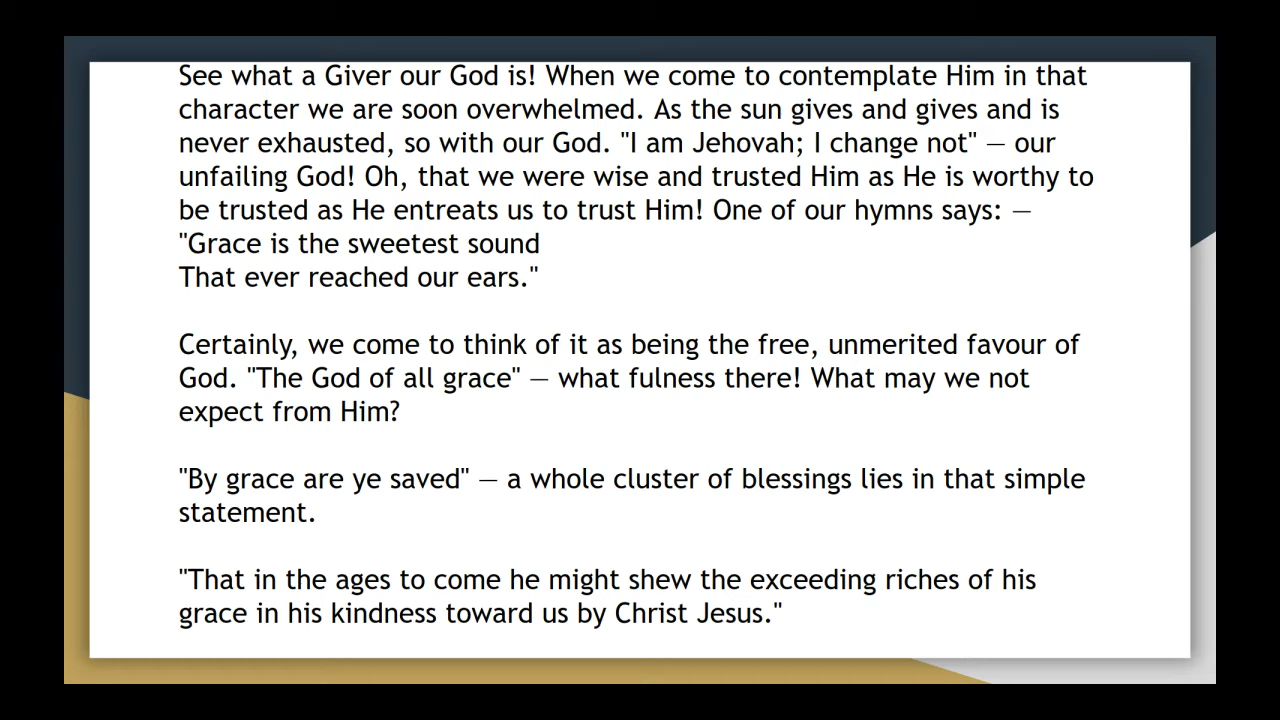 See what a Giver our God is! When we come to contemplate Him in that
character we are soon overwhelmed. As the sun gives and gives and is
never exhausted, so with our God. "I am Jehovah; I change not" — our
unfailing God! Oh, that we were wise and trusted Him as He is worthy to
be trusted as He entreats us to trust Him! One of our hymns says: —
"Grace is the sweetest sound
That ever reached our ears."
Certainly, we come to think of it as being the free, unmerited favour of
God. "The God of all grace" — what fulness there! What may we not
expect from Him?
"By grace are ye saved" — a whole cluster of blessings lies in that simple
statement.
"That in the ages to come he might shew the exceeding riches of his
grace in his kindness toward us by Christ Jesus."